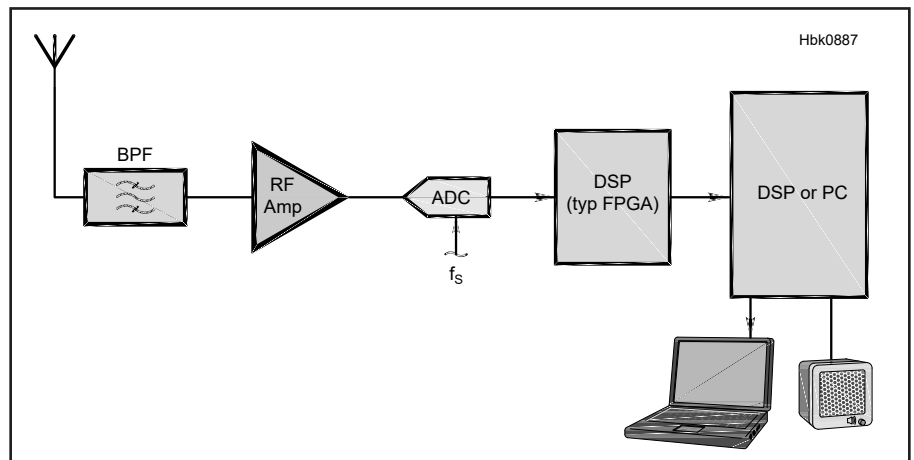 Hbk0887
BPF
RF
Amp
ADC
DSP
(typ FPGA)
DSP or PC
fS